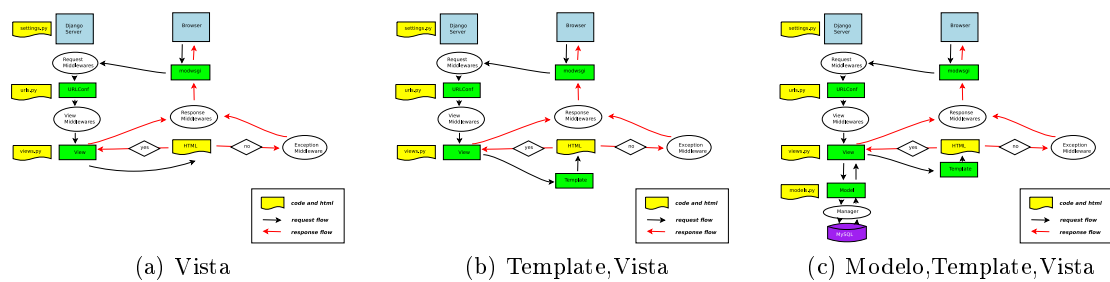 settings.py
Django
Server
Browser
Request
Middlewares
modwsgi
urls.py
URLConf
View
Middlewares
Response
Middlewares
views.py
View
yes
HTML
no
Exception
Middleware
code and html
request flow
response flow
(a) Vista
settings.py
Django
Server
Browser
Request
Middlewares
modwsgi
urls.py
URLConf
View
Middlewares
Response
Middlewares
views.py
View
yes
HTML
no
Exception
Middleware
Template
code and html
request flow
response flow
(b) Template,Vista
settings.py
Django
Server
Browser
Request
Middlewares
modwsgi
urls.py
URLConf
View
Middlewares
Response
Middlewares
views.py
View
yes
HTML
no
Exception
Middleware
Template
models.py
Model
Manager
MySQL
code and html
request flow
response flow
(c) Modelo,Template,Vista